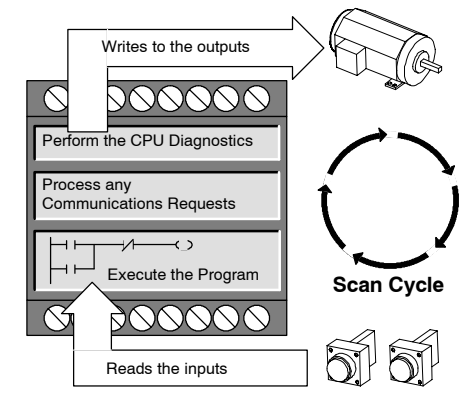 Writes to the outputs
Perform the CPU Diagnostics
Process any
Communications Requests
Execute the Program
Scan Cycle
Reads the inputs